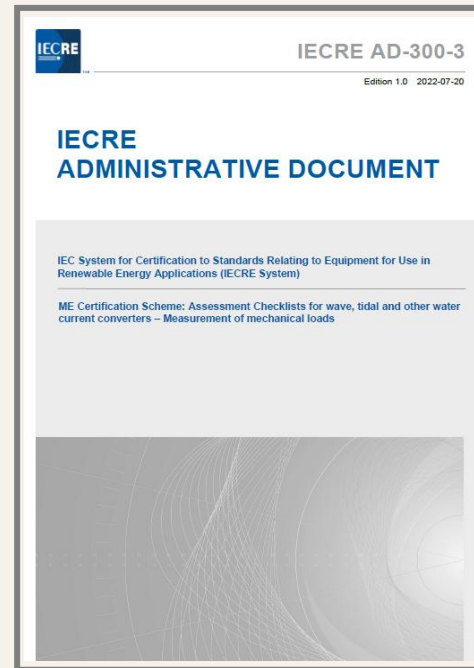 IECRE
IECRE AD-300-3
Edition 1.0 2022-07-20
IECRE
ADMINISTRATIVE DOCUMENT
IEC System for Certification to Standards Relating to Equipment for Use in
Renewable Energy Applications (IECRE System)
ME Certification Scheme: Assessment Checklists for wave, tidal and other water
current converters – Measurement of mechanical loads